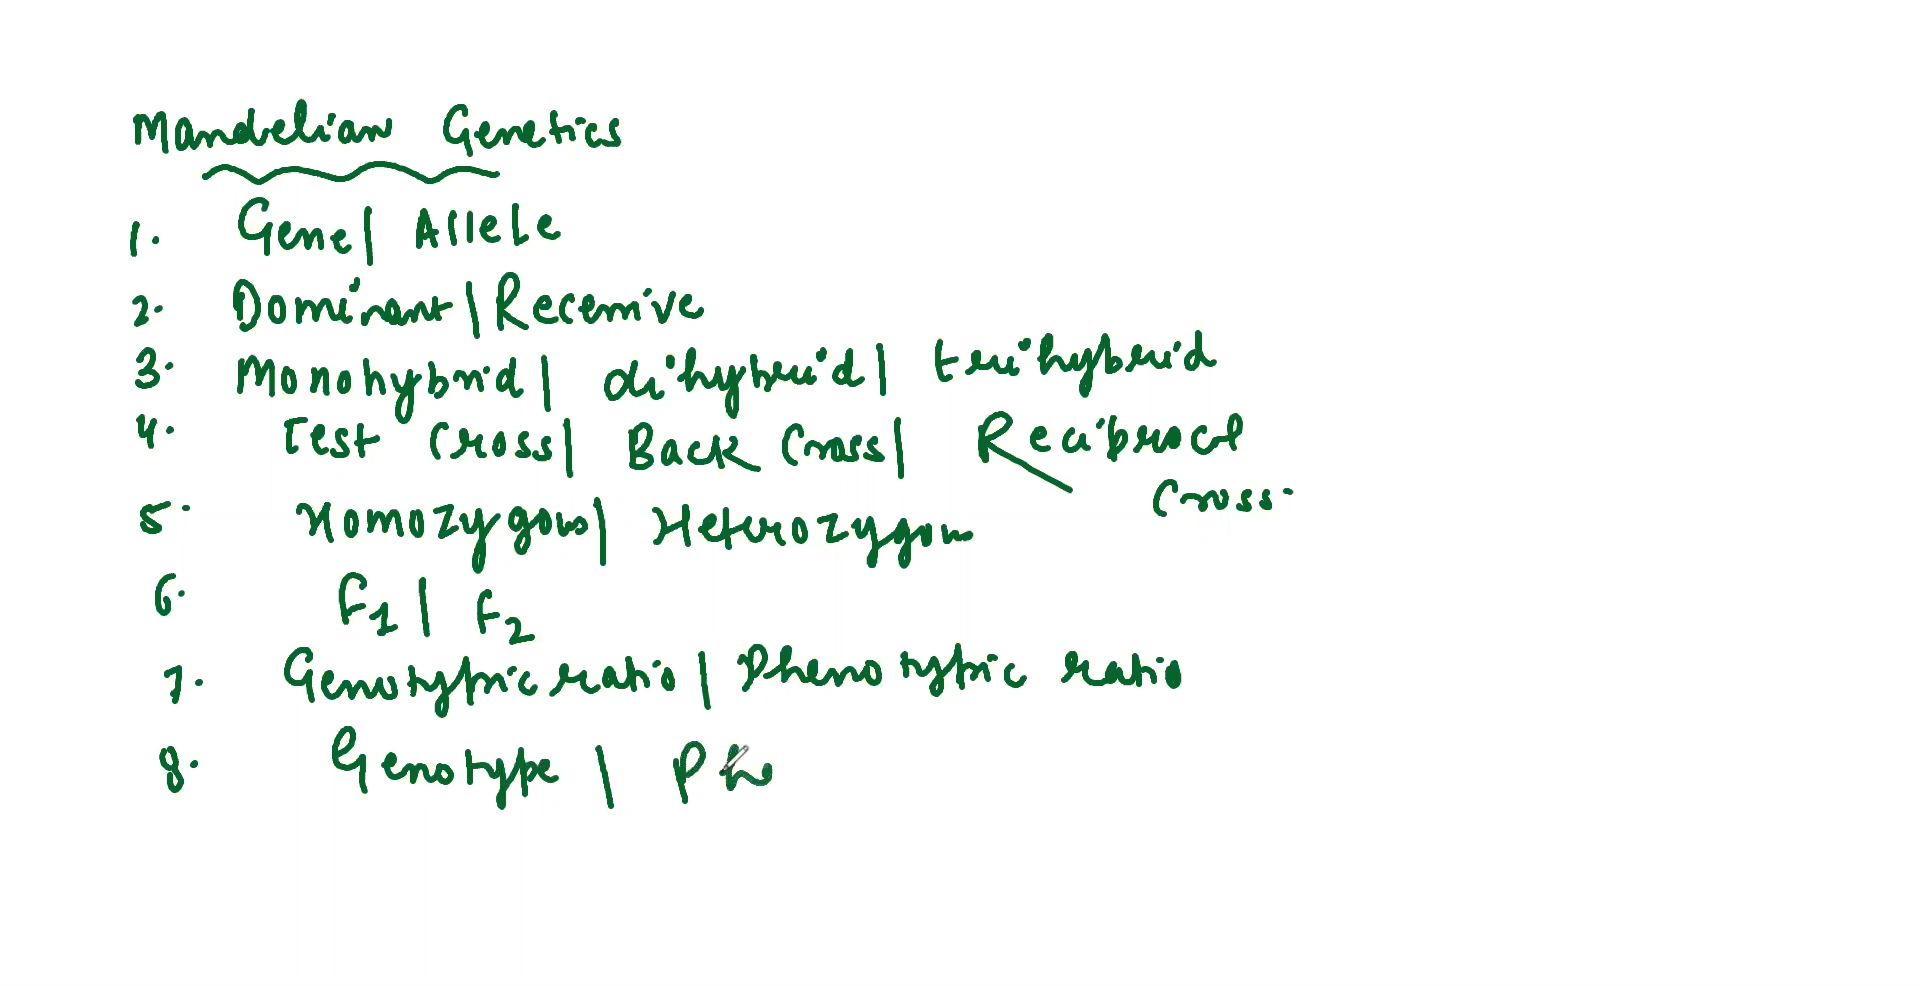 Mandelian Genetics
1. Gene| Allele
2. Dominant | Recessive
3. Monohybrid | dihybrid | trihybrid
4. Test Cross | Back Cross | Reciprocl
Cross.
5. Homozygous | Heterozygous
6. F1 | F2
7. Genotypic ratio | Phenotypic ratio
8. Genotype | Phe